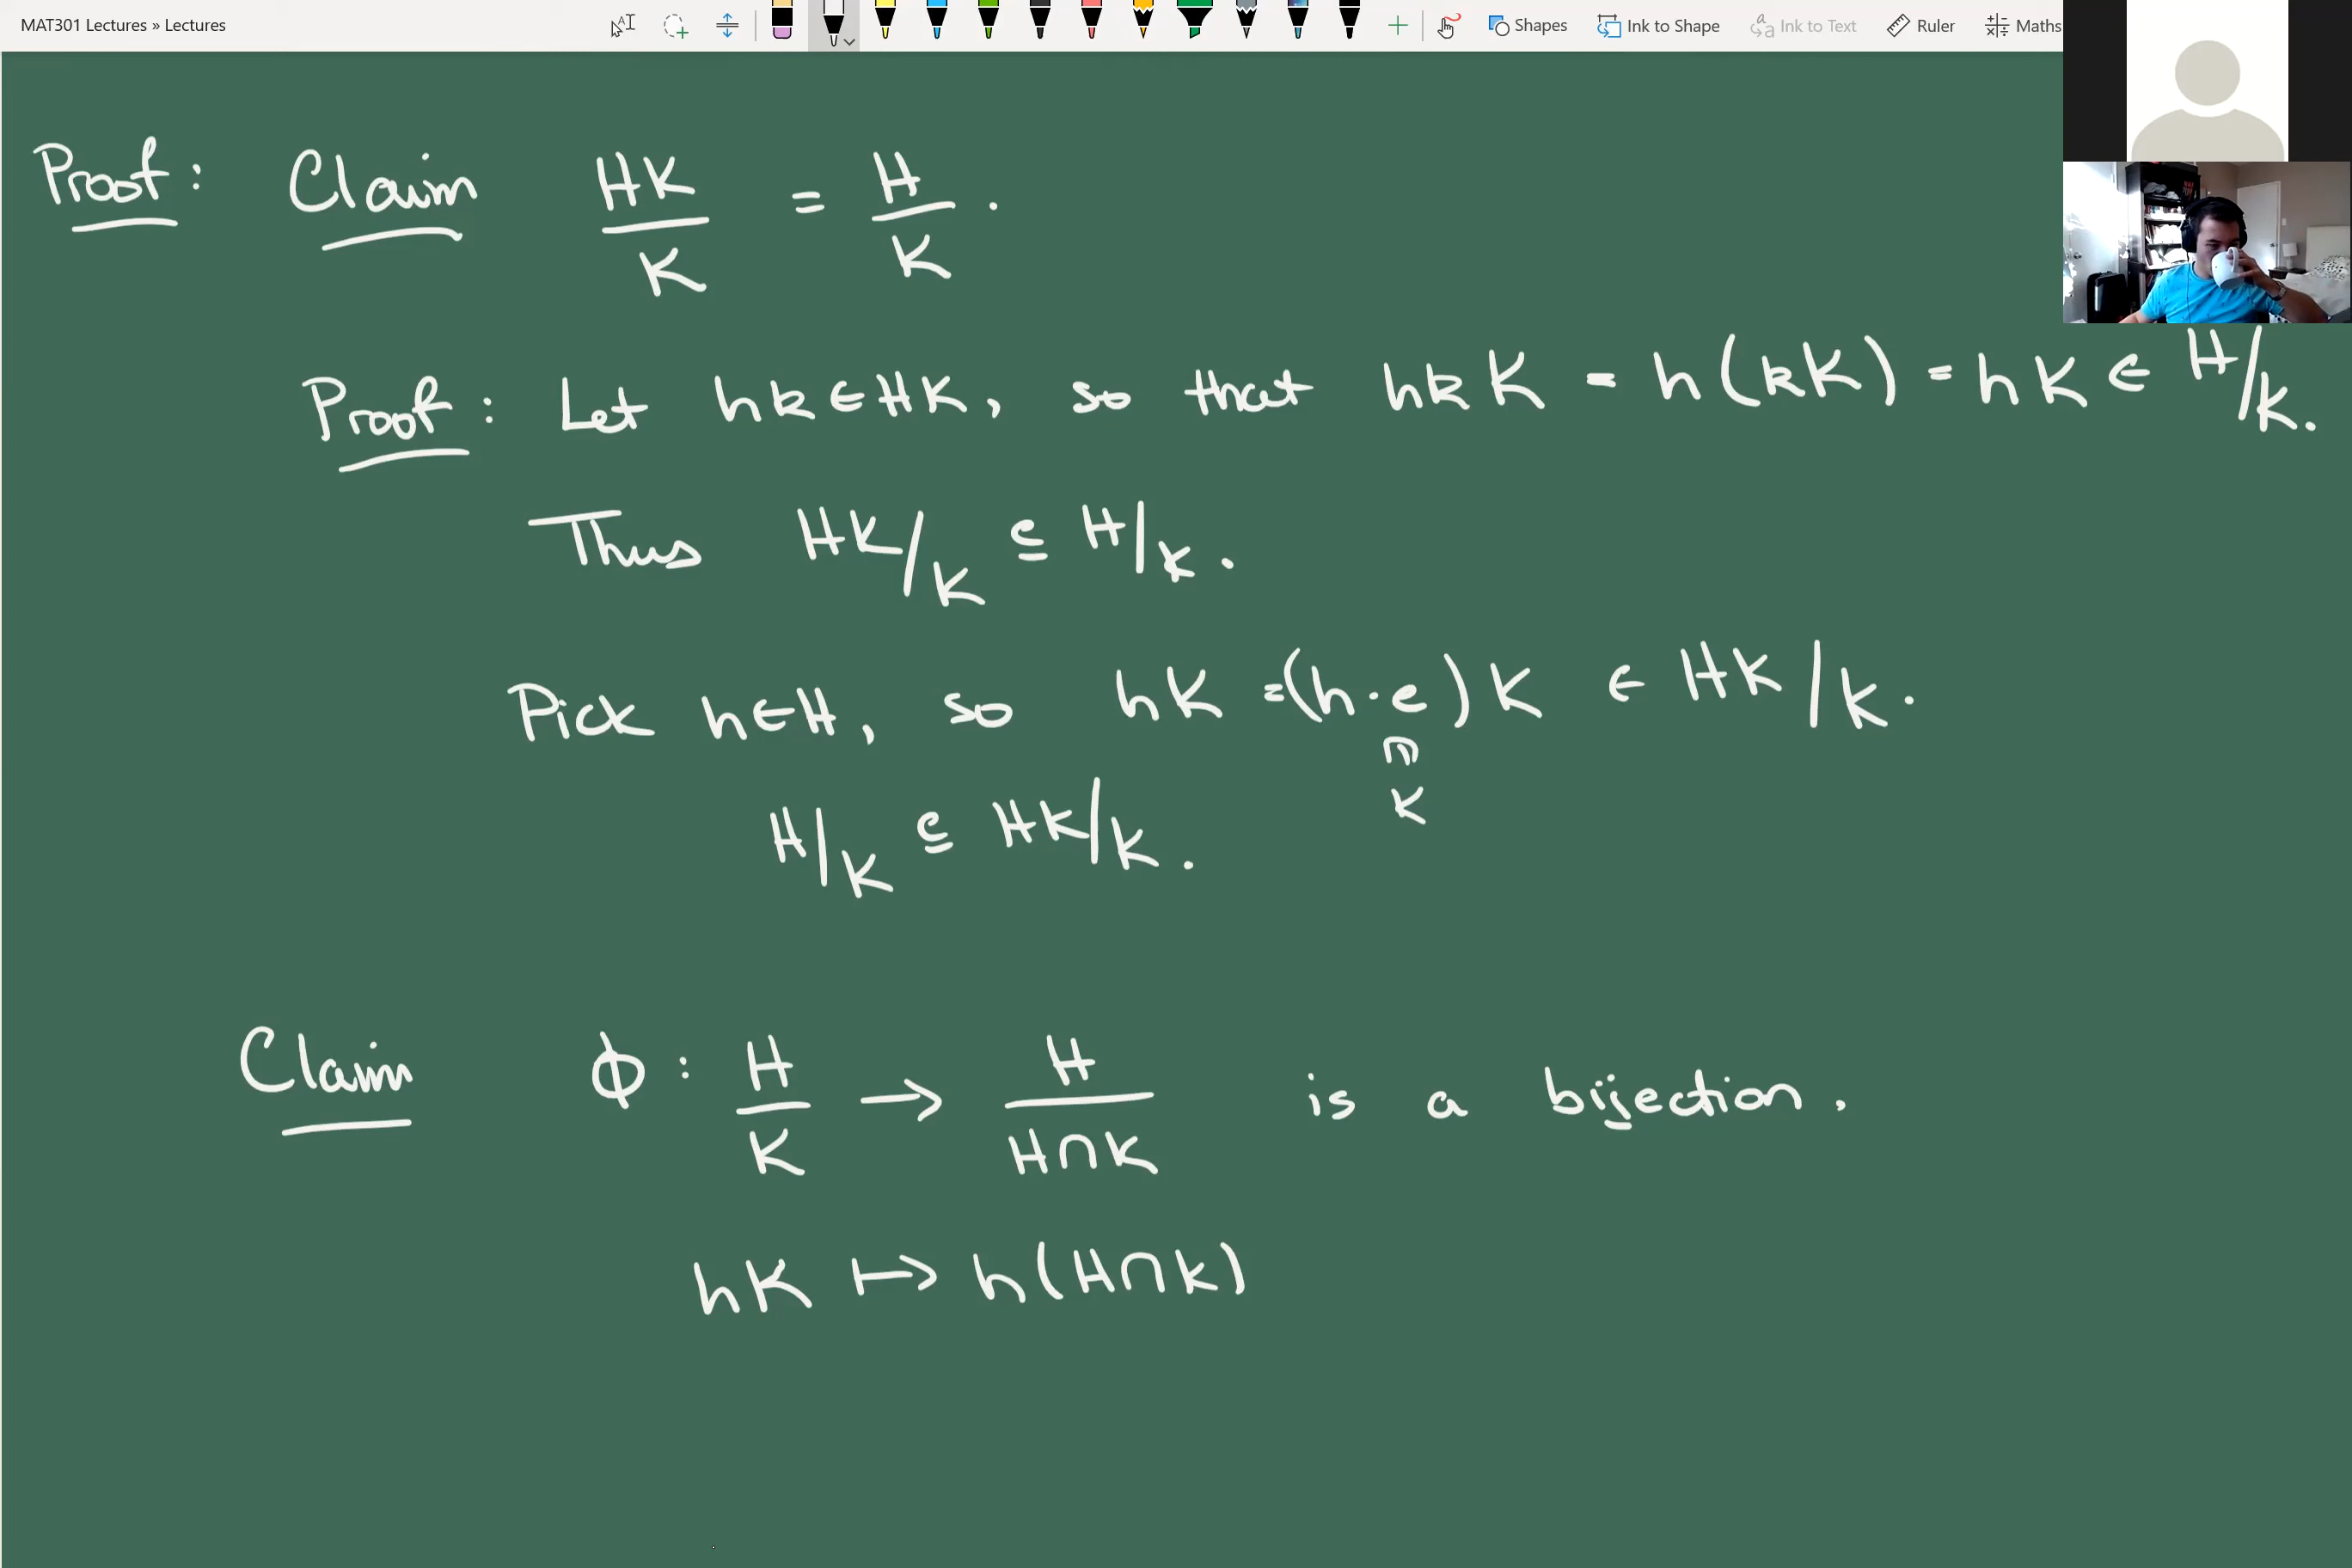 MAT301 Lectures » Lectures
Shapes Ink to Shape Ink to Text Ruler Maths
Proof: Claim HK/K = H/K .
Proof: Let hk ∈ HK, so that hkK = h(kK) = hK ∈ H/K.
Thus HK/K ⊆ H/K .
Pick h∈H, so hK =(h·e)K ∈ HK/K .
∈
K
H/K ⊆ HK/K .
Claim Φ: H/K → H/H∩K is a bijection.
hK ↦ h(H∩K)